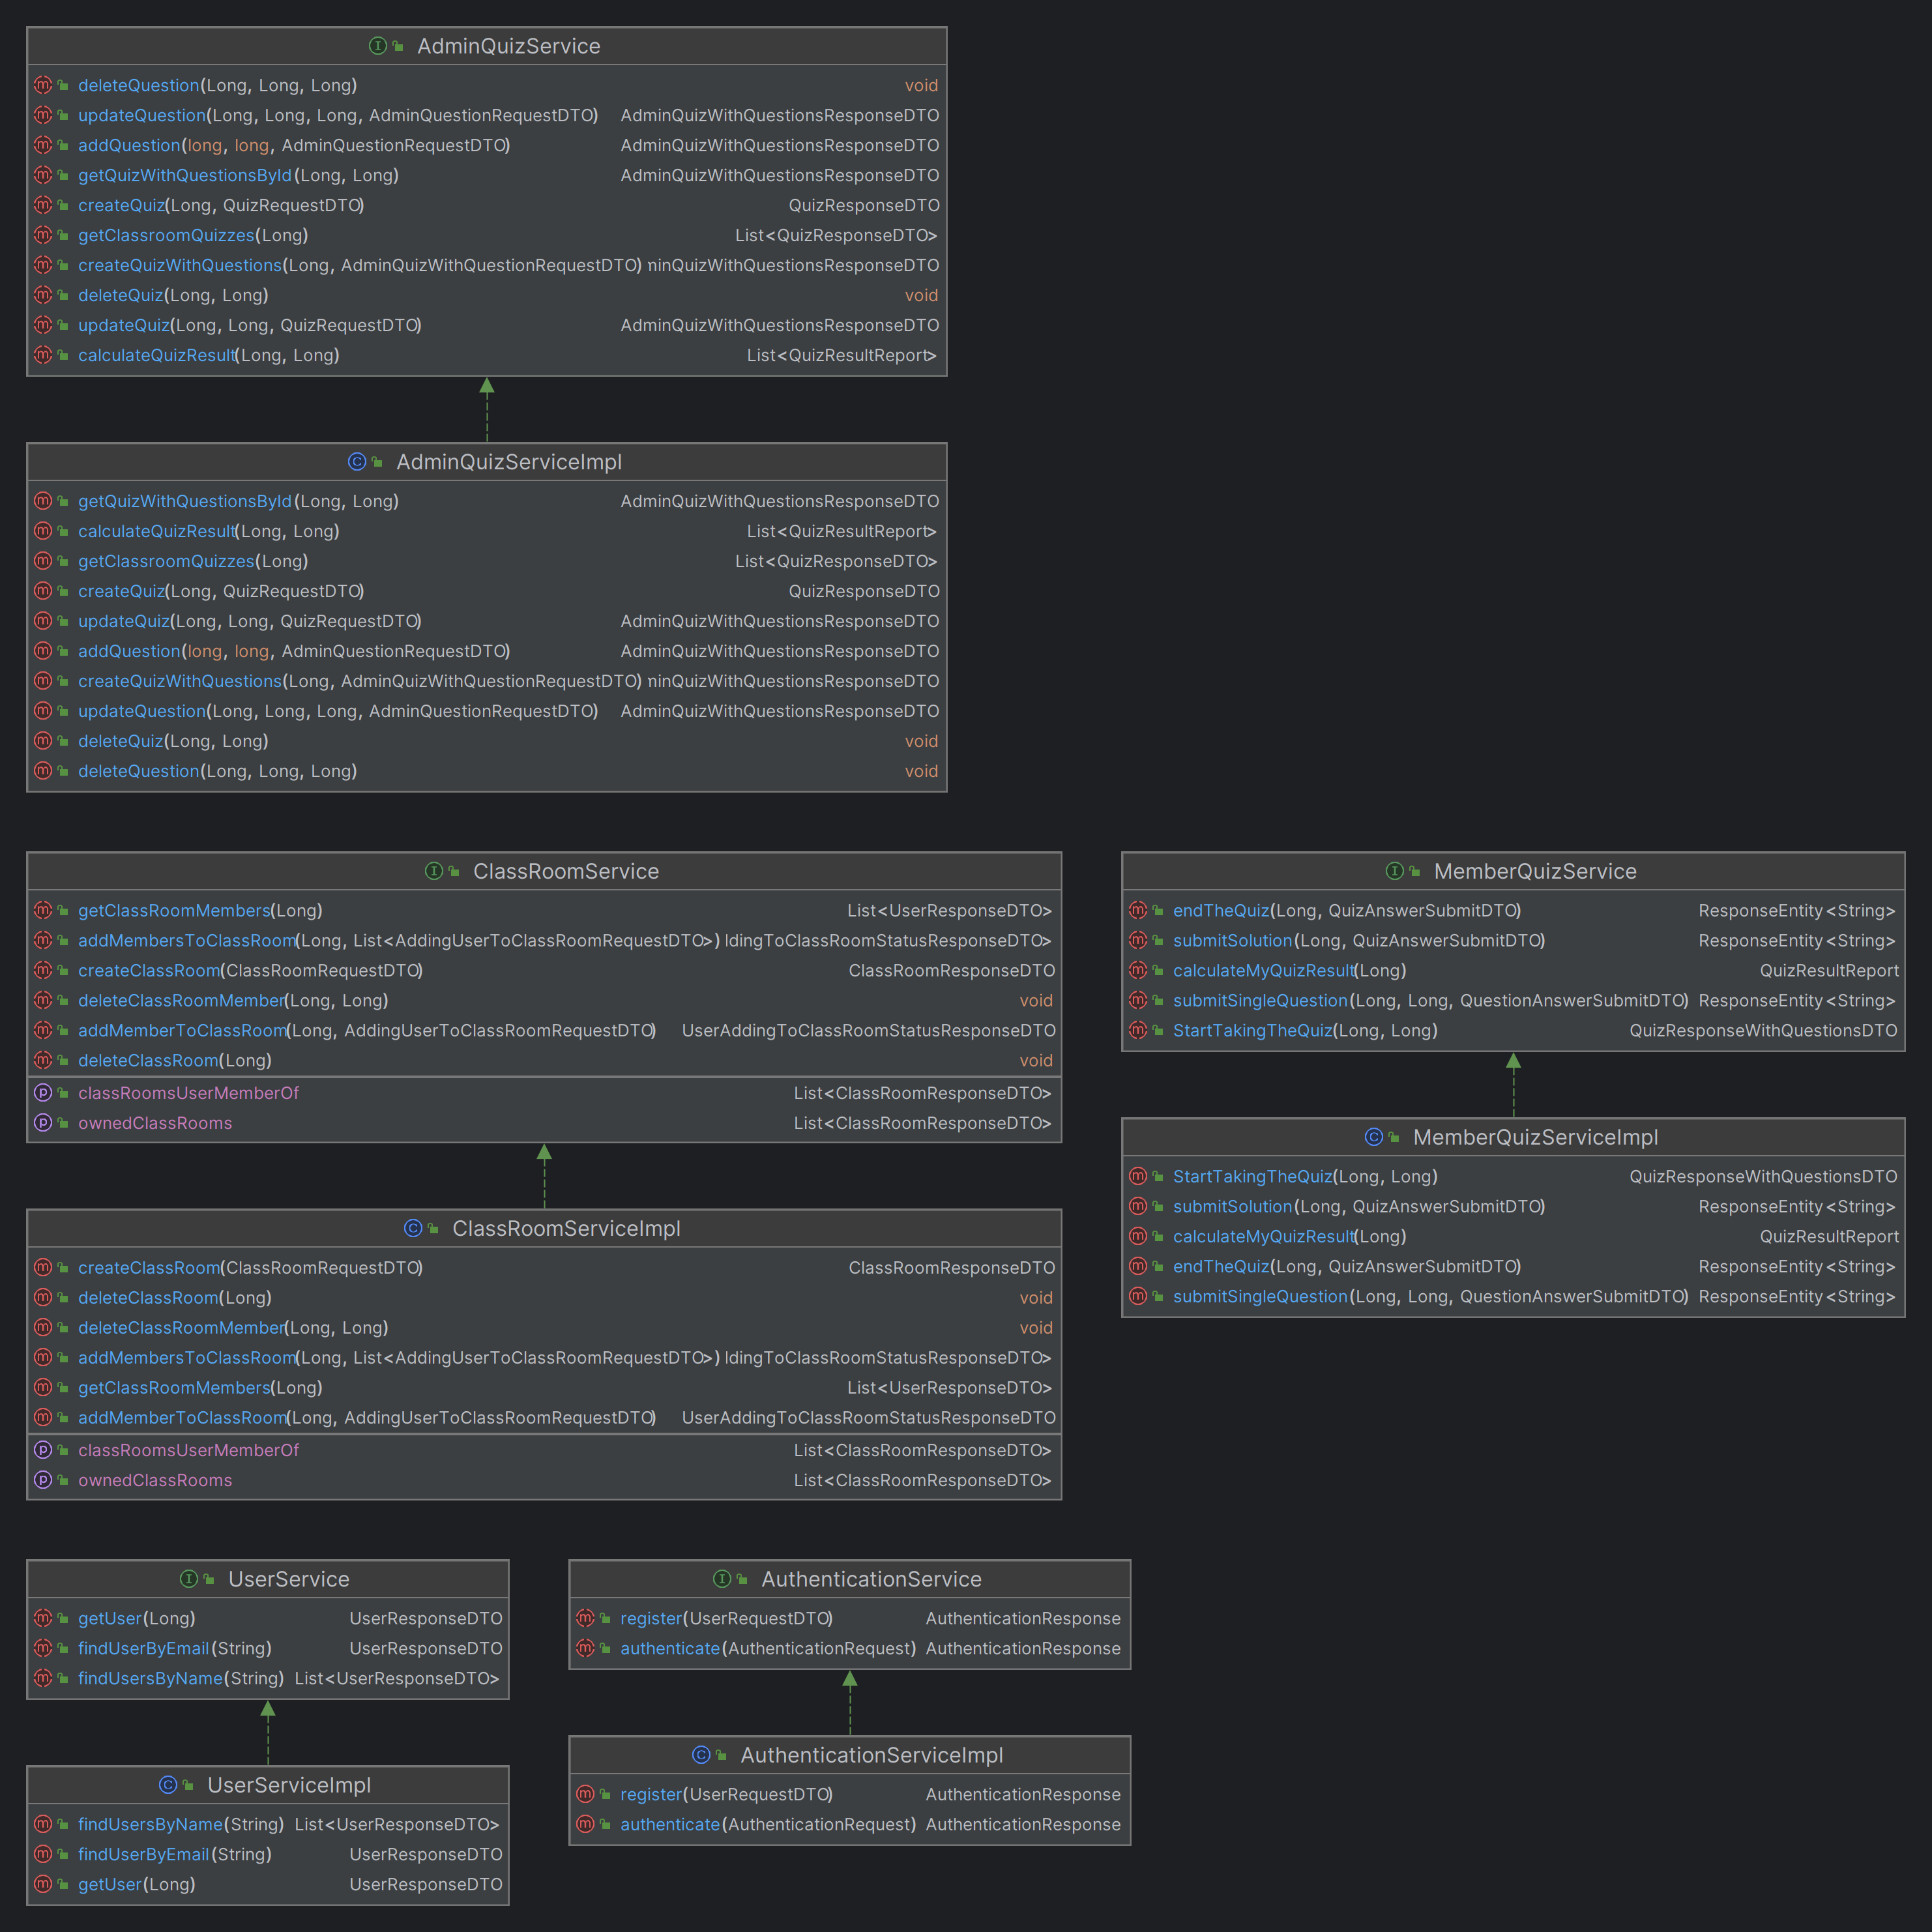 AdminQuizService
deleteQuestion(Long, Long, Long) void
updateQuestion(Long, Long, Long, AdminQuestionRequestDTO) AdminQuizWithQuestionsResponseDTO
addQuestion(long, long, AdminQuestionRequestDTO) AdminQuizWithQuestionsResponseDTO
getQuizWithQuestionsById(Long, Long) AdminQuizWithQuestionsResponseDTO
createQuiz(Long, QuizRequestDTO) QuizResponseDTO
getClassroomQuizzes(Long) List<QuizResponseDTO>
createQuizWithQuestions(Long, AdminQuizWithQuestionRequestDTO) ninQuizWithQuestionsResponseDTO
deleteQuiz(Long, Long) void
updateQuiz(Long, Long, QuizRequestDTO) AdminQuizWithQuestionsResponseDTO
calculateQuizResult(Long, Long) List<QuizResultReport>
AdminQuizServiceImpl
getQuizWithQuestionsById(Long, Long) AdminQuizWithQuestionsResponseDTO
calculateQuizResult(Long, Long) List<QuizResultReport>
getClassroomQuizzes(Long) List<QuizResponseDTO>
createQuiz(Long, QuizRequestDTO) QuizResponseDTO
updateQuiz(Long, Long, QuizRequestDTO) AdminQuizWithQuestionsResponseDTO
addQuestion(long, long, AdminQuestionRequestDTO) AdminQuizWithQuestionsResponseDTO
createQuizWithQuestions(Long, AdminQuizWithQuestionRequestDTO) ninQuizWithQuestionsResponseDTO
updateQuestion(Long, Long, Long, AdminQuestionRequestDTO) AdminQuizWithQuestionsResponseDTO
deleteQuiz(Long, Long) void
deleteQuestion(Long, Long, Long) void
ClassRoomService
getClassRoomMembers(Long) List<UserResponseDTO>
addMembersToClassRoom(Long, List<AddingUserToClassRoomRequestDTO>) ldingToClassRoomStatusResponseDTO>
createClassRoom(ClassRoomRequestDTO) ClassRoomResponseDTO
deleteClassRoomMember(Long, Long) void
addMemberToClassRoom(Long, AddingUserToClassRoomRequestDTO) UserAddingToClassRoomStatusResponseDTO
deleteClassRoom(Long) void
classRoomsUserMemberOf List<ClassRoomResponseDTO>
ownedClassRooms List<ClassRoomResponseDTO>
ClassRoomServiceImpl
createClassRoom(ClassRoomRequestDTO) ClassRoomResponseDTO
deleteClassRoom(Long) void
deleteClassRoomMember(Long, Long) void
addMembersToClassRoom(Long, List<AddingUserToClassRoomRequestDTO>) ldingToClassRoomStatusResponseDTO>
getClassRoomMembers(Long) List<UserResponseDTO>
addMemberToClassRoom(Long, AddingUserToClassRoomRequestDTO) UserAddingToClassRoomStatusResponseDTO
classRoomsUserMemberOf List<ClassRoomResponseDTO>
ownedClassRooms List<ClassRoomResponseDTO>
MemberQuizService
endTheQuiz(Long, QuizAnswerSubmitDTO) ResponseEntity<String>
submitSolution(Long, QuizAnswerSubmitDTO) ResponseEntity<String>
calculateMyQuizResult(Long) QuizResultReport
submitSingleQuestion(Long, Long, QuestionAnswerSubmitDTO) ResponseEntity<String>
StartTakingTheQuiz(Long, Long) QuizResponseWithQuestionsDTO
MemberQuizServiceImpl
StartTakingTheQuiz(Long, Long) QuizResponseWithQuestionsDTO
submitSolution(Long, QuizAnswerSubmitDTO) ResponseEntity<String>
calculateMyQuizResult(Long) QuizResultReport
endTheQuiz(Long, QuizAnswerSubmitDTO) ResponseEntity<String>
submitSingleQuestion(Long, Long, QuestionAnswerSubmitDTO) ResponseEntity<String>
UserService
getUser(Long) UserResponseDTO
findUserByEmail(String) UserResponseDTO
findUsersByName(String) List<UserResponseDTO>
UserServiceImpl
findUsersByName(String) List<UserResponseDTO>
findUserByEmail(String) UserResponseDTO
getUser(Long) UserResponseDTO
AuthenticationService
register(UserRequestDTO) AuthenticationResponse
authenticate(AuthenticationRequest) AuthenticationResponse
AuthenticationServiceImpl
register(UserRequestDTO) AuthenticationResponse
authenticate(AuthenticationRequest) AuthenticationResponse